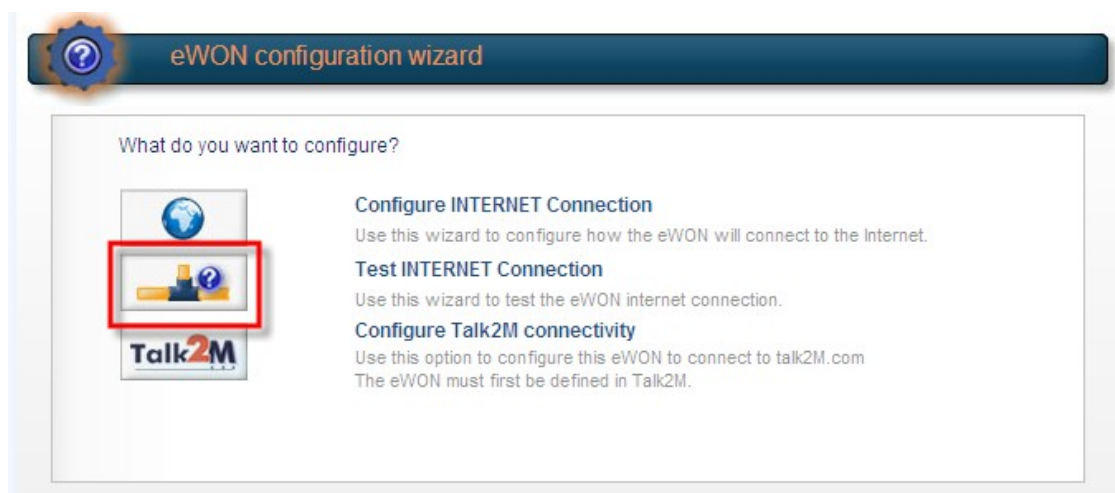 eWON configuration wizard
What do you want to configure?
Configure INTERNET Connection
Use this wizard to configure how the eWON will connect to the Internet.
Test INTERNET Connection
Use this wizard to test the eWON internet connection.
Talk2M
Configure Talk2M connectivity
Use this option to configure this eWON to connect to talk2M.com
The eWON must first be defined in Talk2M.